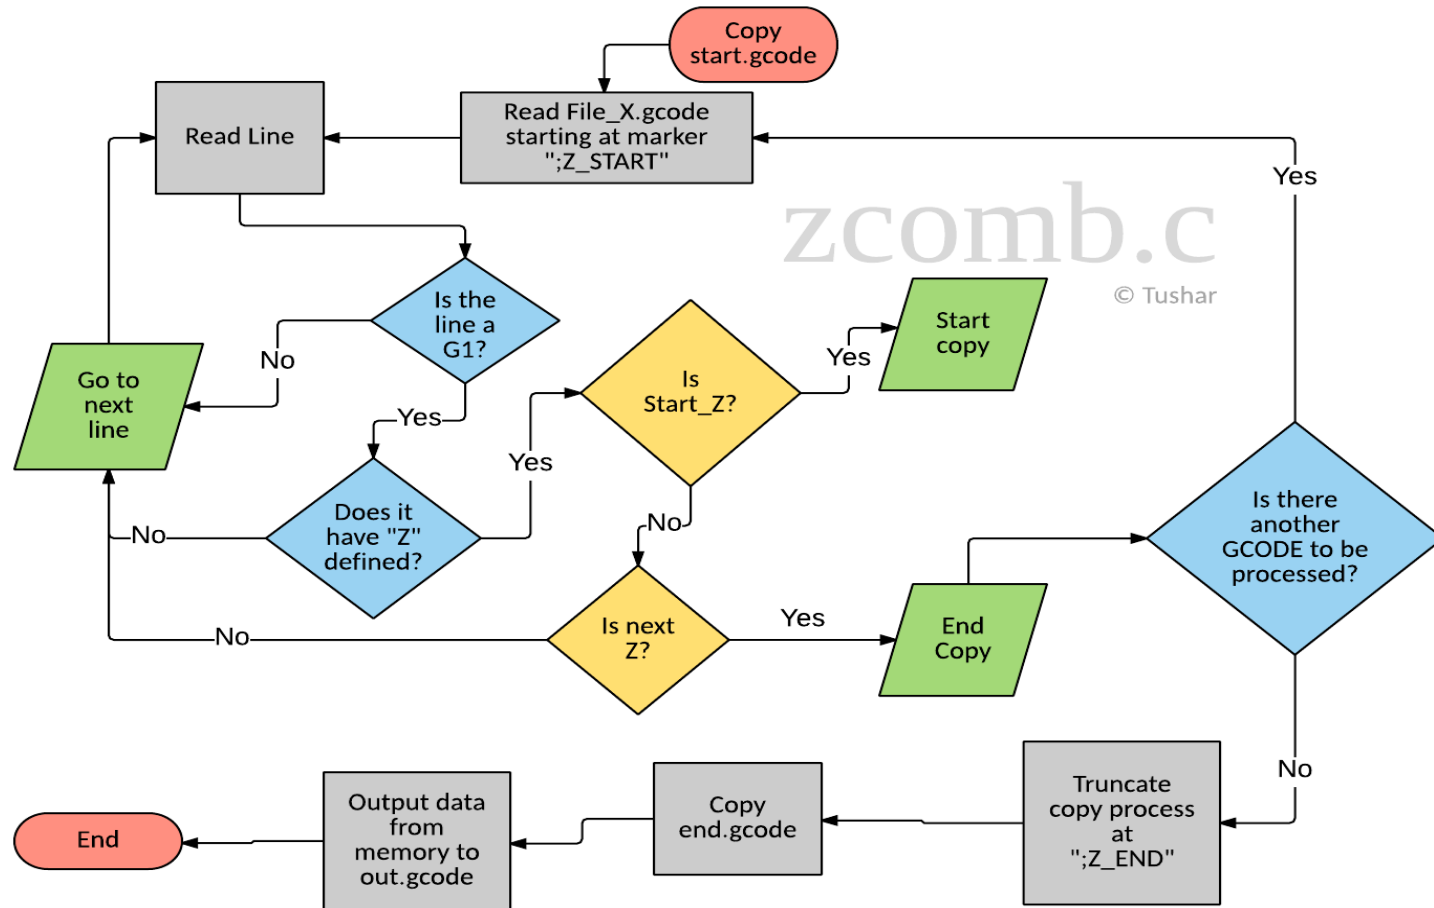 Copy
start.gcode
Read Line
Read File_X.gcode
starting at marker
";Z_START"
Yes
zcomb.c
© Tushar
Is the
line a
G1?
No
Go to
next
line
Yes
Is
Start_Z?
Yes
Start
copy
Yes
No
Does it
have "Z"
defined?
No
Is there
another
GCODE to be
processed?
No
Is next
Z?
Yes
End
Copy
No
Truncate
copy process
at
";Z_END"
Copy
end.gcode
Output data
from
memory to
out.gcode
End